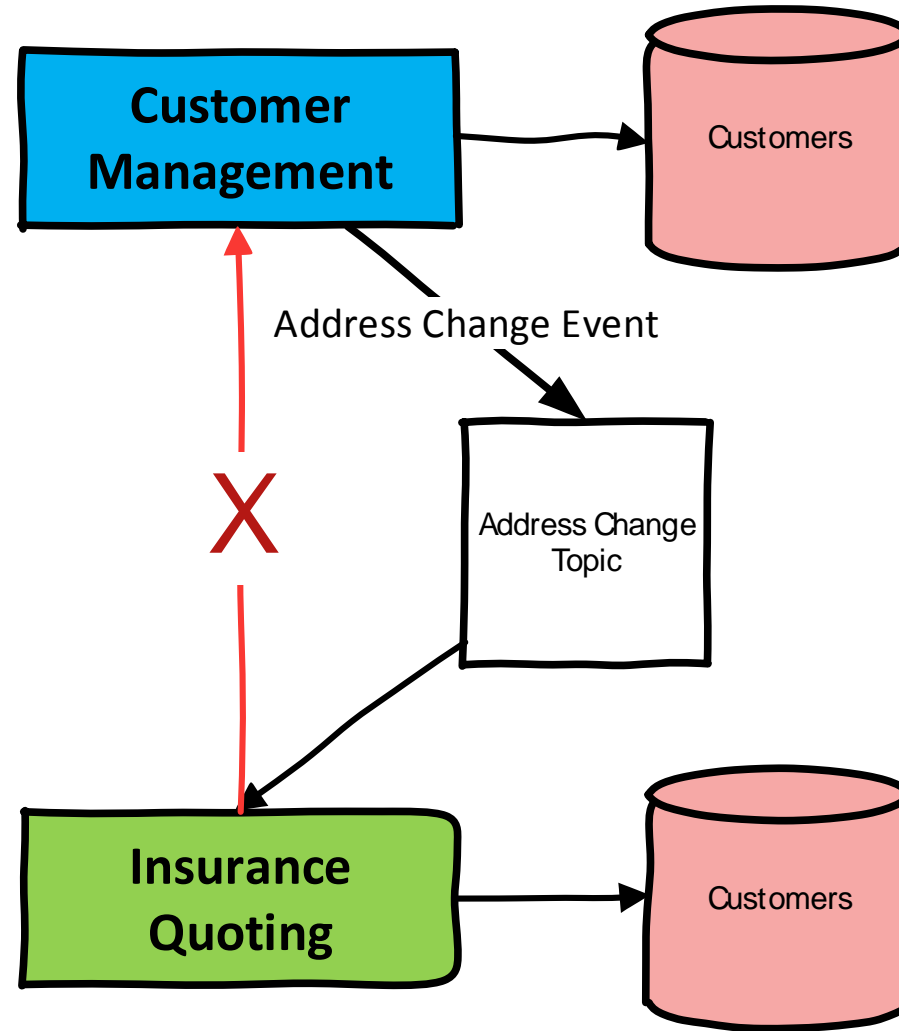 Customer
Management
Customers
Address Change Event
X
Address Change
Topic
Insurance
Quoting
Customers